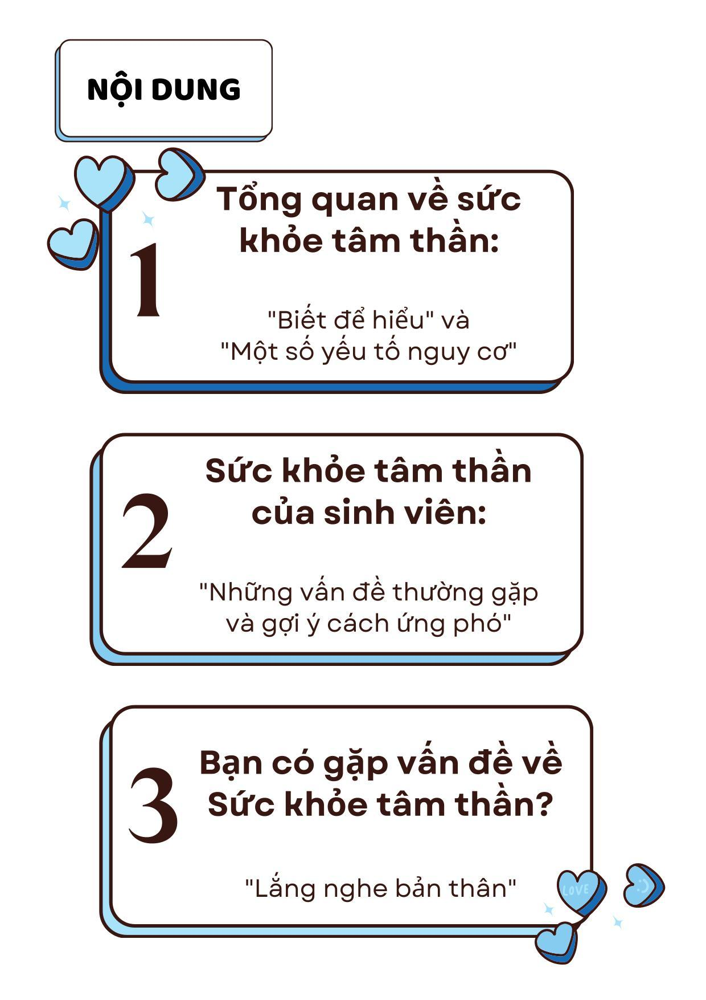 NỘI DUNG
1
Tổng quan về sức
khỏe tâm thần:
"Biết để hiểu" và
"Một số yếu tố nguy cơ"
2
Sức khỏe tâm thần
của sinh viên:
"Những vấn đề thường gặp
và gợi ý cách ứng phó"
3
Bạn có gặp vấn đề về
Sức khỏe tâm thần?
"Lắng nghe bản thân"
LOVE
:)